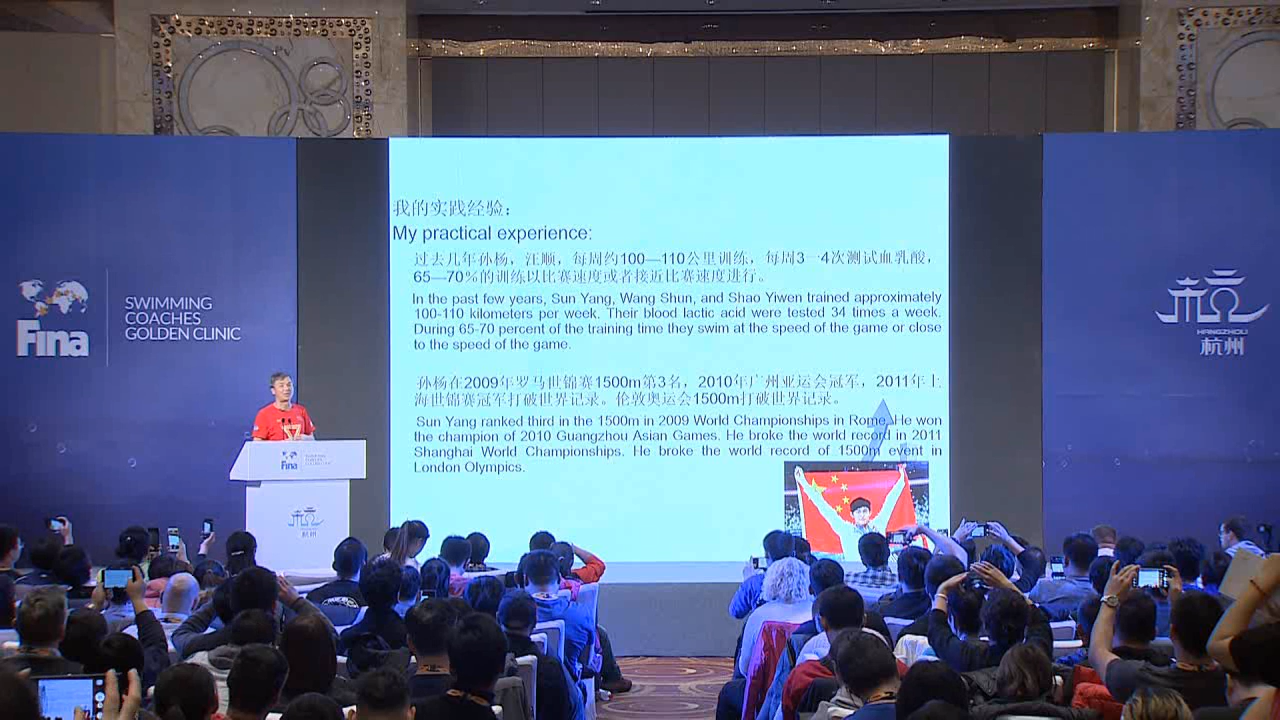 我的实践经验：
My practical experience:
过去几年孙杨，汪顺，每周约100—110公里训练，每周3—4次测试血乳酸，
65—70%的训练以比赛速度或者接近比赛速度进行。
In the past few years, Sun Yang, Wang Shun, and Shao Yiwen trained approximately
100-110 kilometers per week. Their blood lactic acid were tested 34 times a week.
During 65-70 percent of the training time they swim at the speed of the game or close
to the speed of the game.
孙杨在2009年罗马世锦赛1500m第3名，2010年广州亚运会冠军，2011年上
海世锦赛冠军打破世界记录。伦敦奥运会1500m打破世界记录。
Sun Yang ranked third in the 1500m in 2009 World Championships in Rome. He won
the champion of 2010 Guangzhou Asian Games. He broke the world record in 2011
Shanghai World Championships. He broke the world record of 1500m event in
London Olympics.
Fina
SWIMMING
COACHES
GOLDEN CLINIC
HANGZHOU
杭州
Fina
杭州